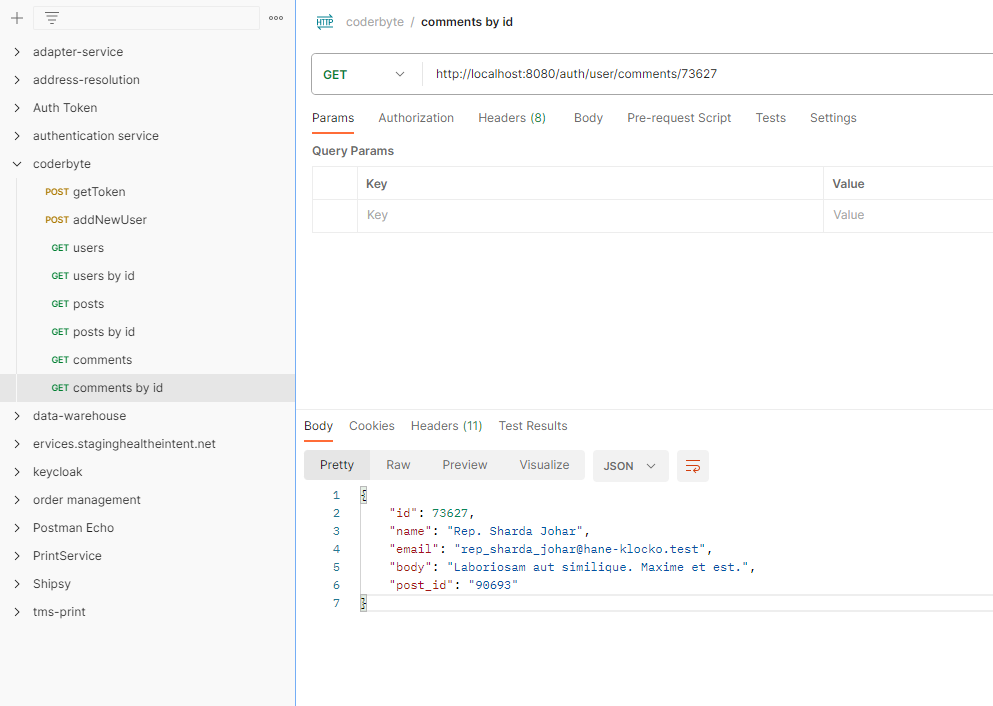 adapter-service
address-resolution
Auth Token
authentication service
coderbyte
POST getToken
POST addNewUser
GET users
GET users by id
GET posts
GET posts by id
GET comments
GET comments by id
data-warehouse
ervices.staginghealtheintent.net
keycloak
order management
Postman Echo
PrintService
Shipsy
tms-print
HTTP coderbyte / comments by id
GET http://localhost:8080/auth/user/comments/73627
Params Authorization Headers (8) Body Pre-request Script Tests Settings
Query Params
Key Value
Key Value
Body Cookies Headers (11) Test Results
Pretty Raw Preview Visualize JSON
1 {
2 "id": 73627,
3 "name": "Rep. Sharda Johar",
4 "email": "rep_sharda_johar@hane-klocko.test",
5 "body": "Laboriosam aut similique. Maxime et est.",
6 "post_id": "90693"
7 }